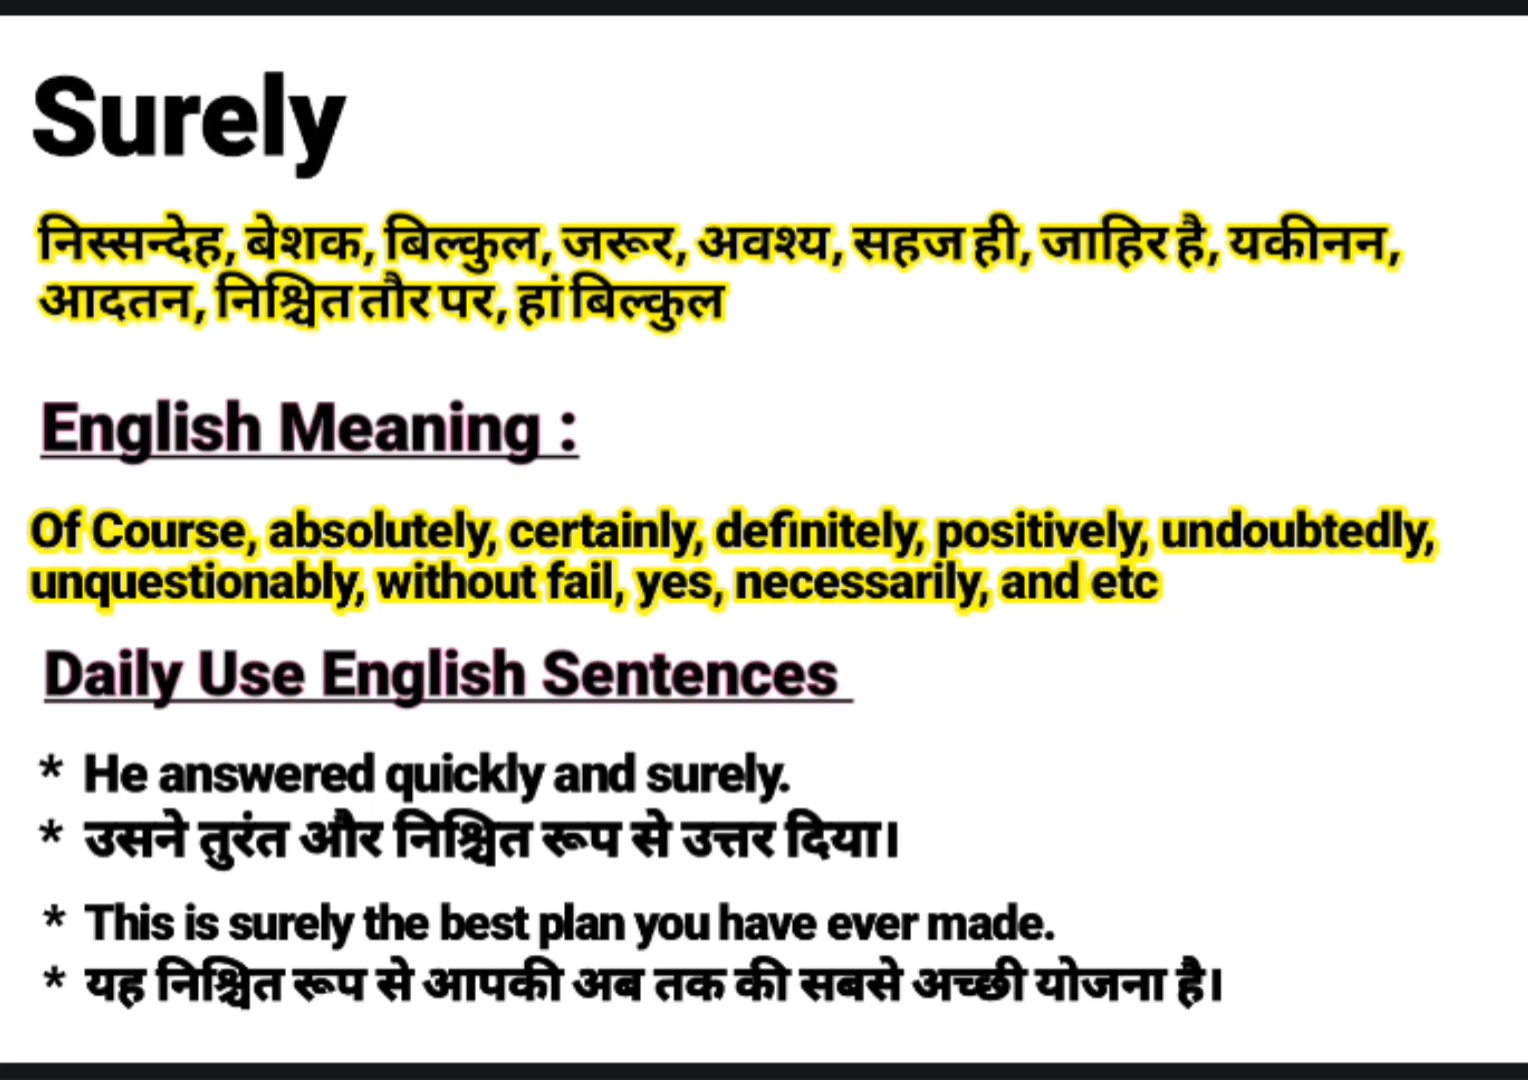 Surely
निस्सन्देह, बेशक, बिल्कुल, जरूर, अवश्य, सहज ही, जाहिर है, यकीनन,
आदतन, निश्चित तौर पर, हां बिल्कुल
English Meaning :
Of Course, absolutely, certainly, definitely, positively, undoubtedly,
unquestionably, without fail, yes, necessarily, and etc
Daily Use English Sentences
* He answered quickly and surely.
* उसने तुरंत और निश्चित रूप से उत्तर दिया।
* This is surely the best plan you have ever made.
* यह निश्चित रूप से आपकी अब तक की सबसे अच्छी योजना है।